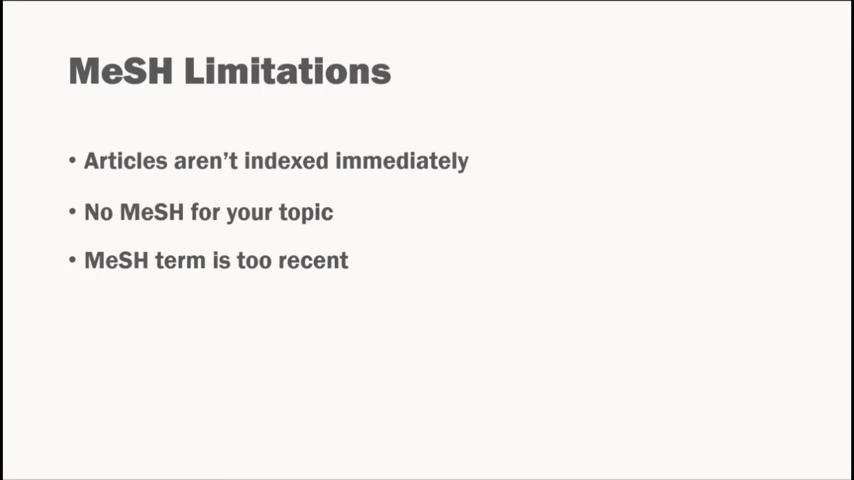 MeSH Limitations
• Articles aren’t indexed immediately
• No MeSH for your topic
• MeSH term is too recent